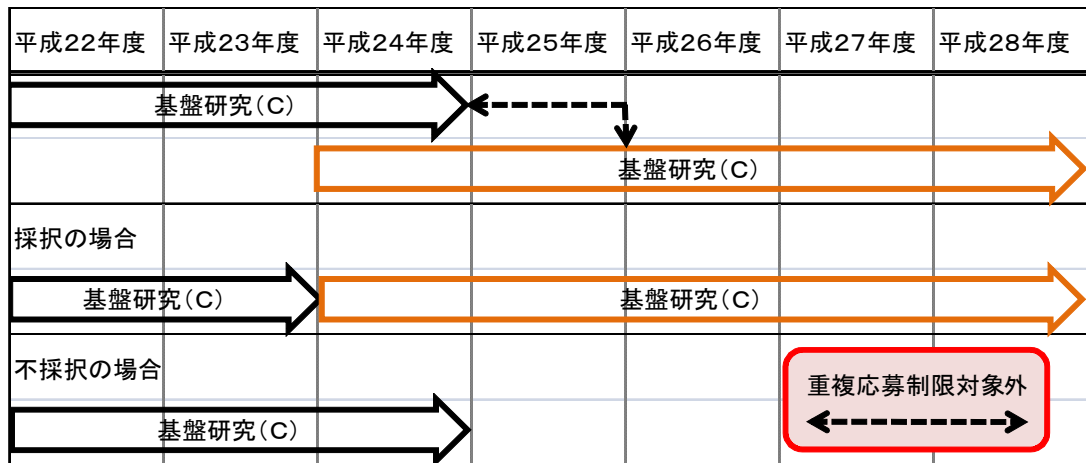 平成22年度 平成23年度 平成24年度 平成25年度 平成26年度 平成27年度 平成28年度
基盤研究(C)
基盤研究(C)
採択の場合
基盤研究(C) 基盤研究(C)
不採択の場合
重複応募制限対象外
基盤研究(C)